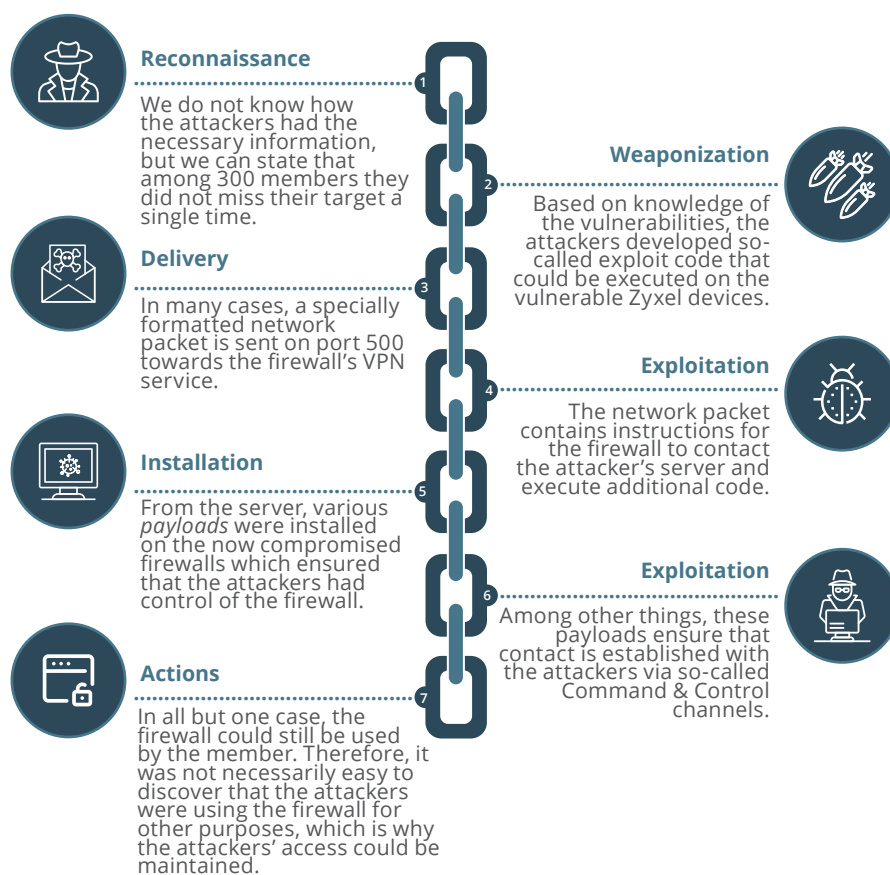 Reconnaissance
1
We do not know how
the attackers had the
necessary information,
but we can state that
among 300 members they
did not miss their target a
single time.
Weaponization
2
Based on knowledge of
the vulnerabilities, the
attackers developed so-
called exploit code that
could be executed on the
vulnerable Zyxel devices.
Delivery
3
In many cases, a specially
formatted network
packet is sent on port 500
towards the firewall's VPN
service.
Exploitation
4
The network packet
contains instructions for
the firewall to contact
the attacker's server and
execute additional code.
Installation
5
From the server, various
payloads were installed
on the now compromised
firewalls which ensured
that the attackers had
control of the firewall.
Exploitation
6
Among other things, these
payloads ensure that
contact is established with
the attackers via so-called
Command & Control
channels.
Actions
7
In all but one case, the
firewall could still be used
by the member. Therefore, it
was not necessarily easy to
discover that the attackers
were using the firewall for
other purposes, which is why
the attackers' access could be
maintained.